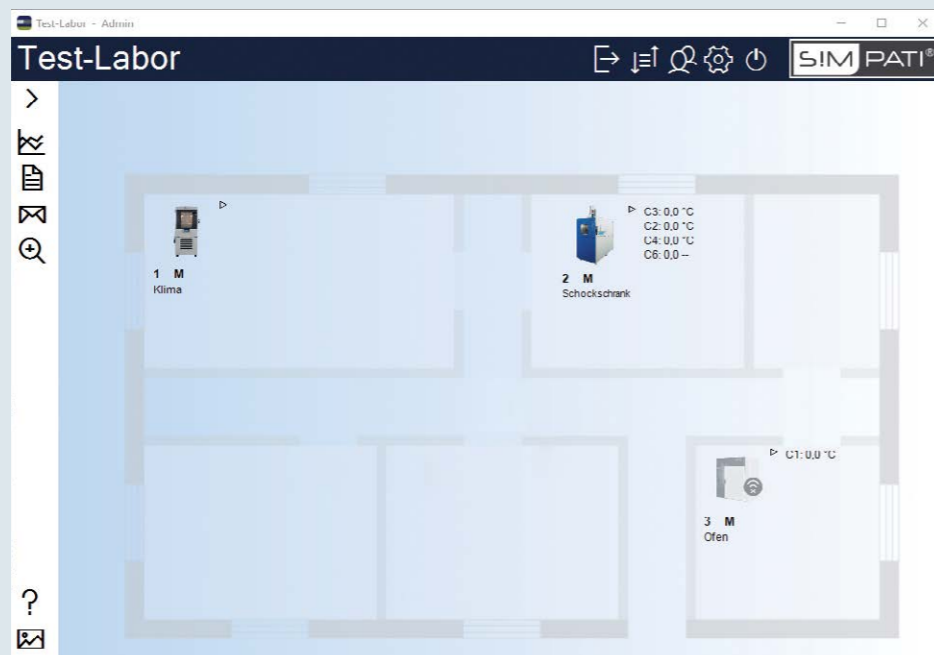 Test-Labor - Admin
Test-Labor
S!MPATI®
C3: 0,0 °C
C2: 0,0 °C
C4: 0,0 °C
C6: 0,0 --
1 M
Klima
2 M
Schockschrank
C1: 0,0 °C
3 M
Ofen